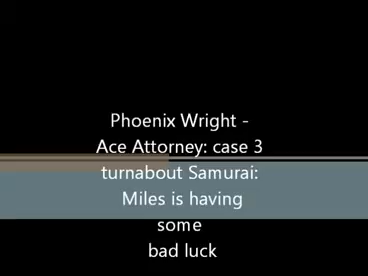 Phoenix Wright -
Ace Attorney: case 3
turnabout Samurai:
Miles is having
some
bad luck